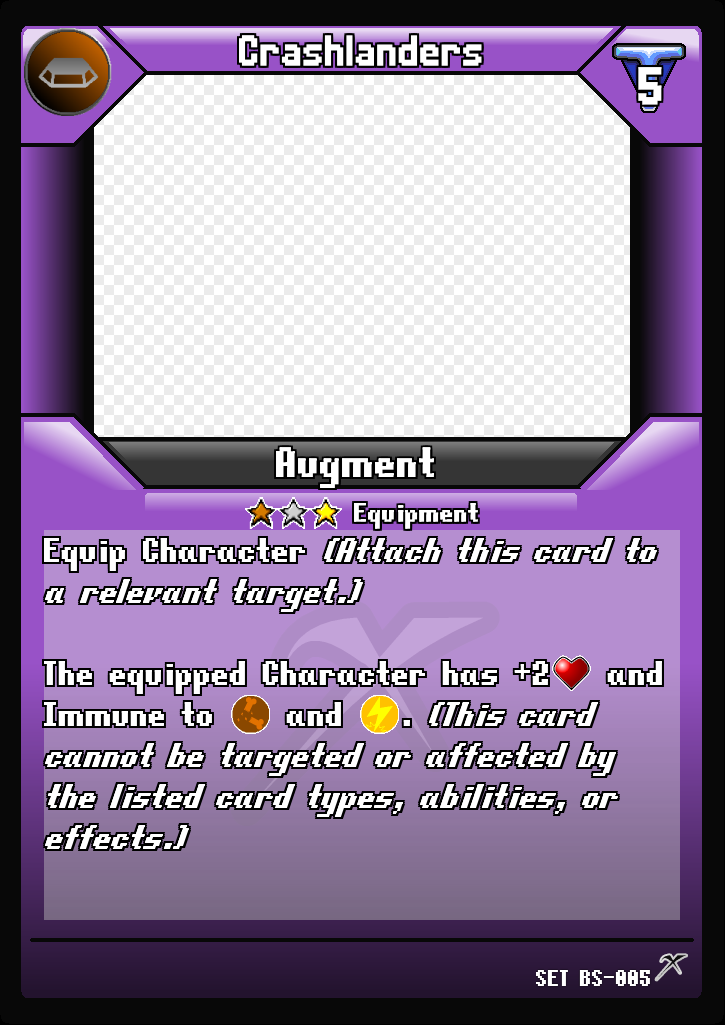 Crashlanders
5
Augment
Equipment
Equip Character (Attach this card to
a relevant target.)
The equipped Character has +2 and
Immune to and . (This card
cannot be targeted or affected by
the listed card types, abilities, or
effects.)
SET BS-005